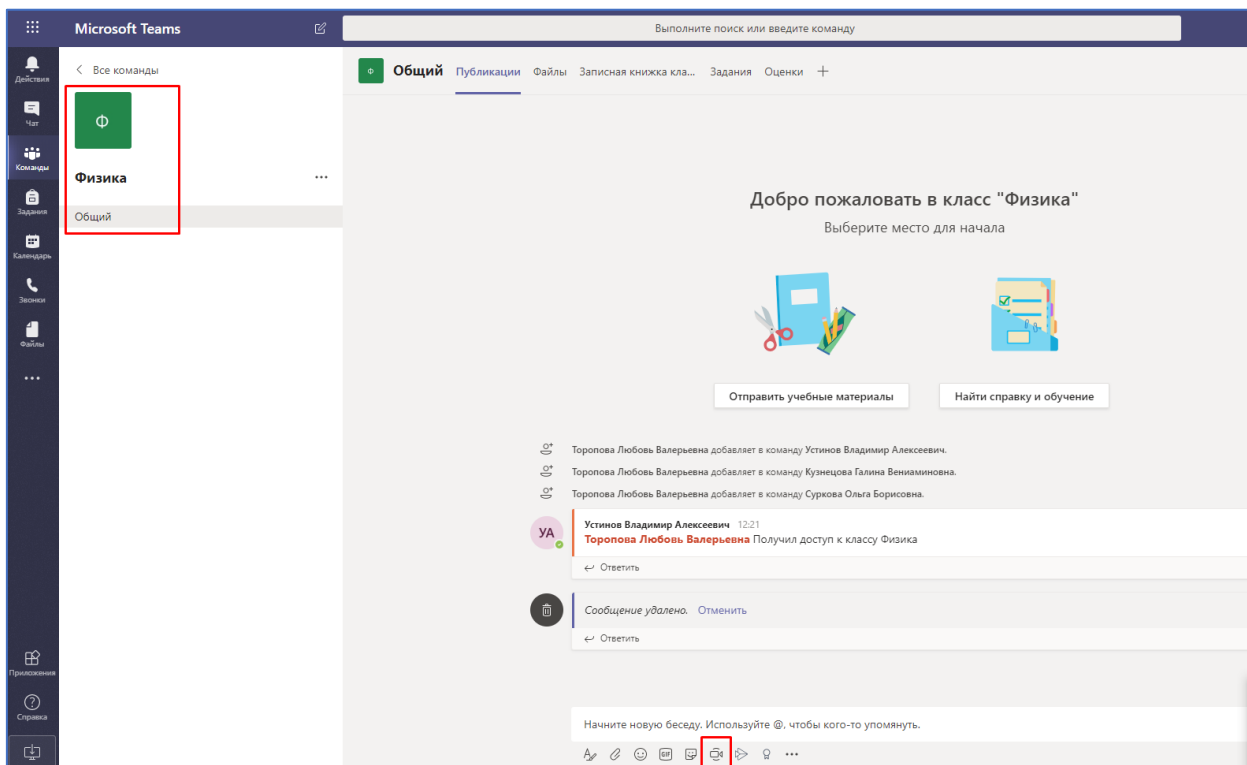 Microsoft Teams
Выполните поиск или введите команду
Действия
Чат
Команды
Задания
Календарь
Звонки
Файлы
Приложения
Справка
Все команды
Ф
Физика
Общий
Ф
Общий Публикации Файлы Записная книжка кла... Задания Оценки
Добро пожаловать в класс "Физика"
Выберите место для начала
Отправить учебные материалы
Найти справку и обучение
Торопова Любовь Валерьевна добавляет в команду Устинов Владимир Алексеевич.
Торопова Любовь Валерьевна добавляет в команду Кузнецова Галина Вениаминовна.
Торопова Любовь Валерьевна добавляет в команду Суркова Ольга Борисовна.
УА
Устинов Владимир Алексеевич 12:21
Торопова Любовь Валерьевна Получил доступ к классу Физика
Ответить
Сообщение удалено. Отменить
Ответить
Начните новую беседу. Используйте @, чтобы кого-то упомянуть.
GIF